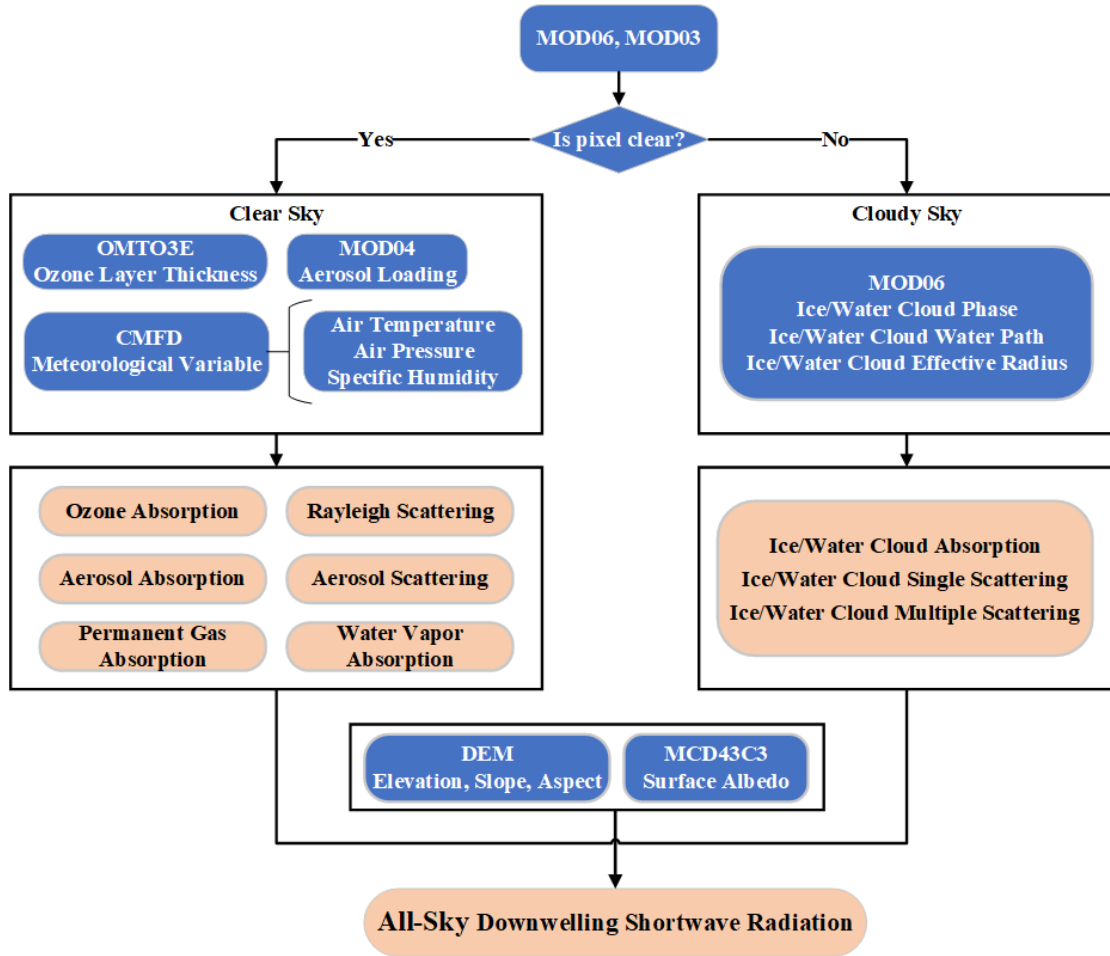 MOD06, MOD03
Is pixel clear?
Yes
No
Clear Sky
OMTO3E
Ozone Layer Thickness
MOD04
Aerosol Loading
CMFD
Meteorological Variable
Air Temperature
Air Pressure
Specific Humidity
Cloudy Sky
MOD06
Ice/Water Cloud Phase
Ice/Water Cloud Water Path
Ice/Water Cloud Effective Radius
Ozone Absorption
Rayleigh Scattering
Aerosol Absorption
Aerosol Scattering
Permanent Gas
Absorption
Water Vapor
Absorption
Ice/Water Cloud Absorption
Ice/Water Cloud Single Scattering
Ice/Water Cloud Multiple Scattering
DEM
Elevation, Slope, Aspect
MCD43C3
Surface Albedo
All-Sky Downwelling Shortwave Radiation